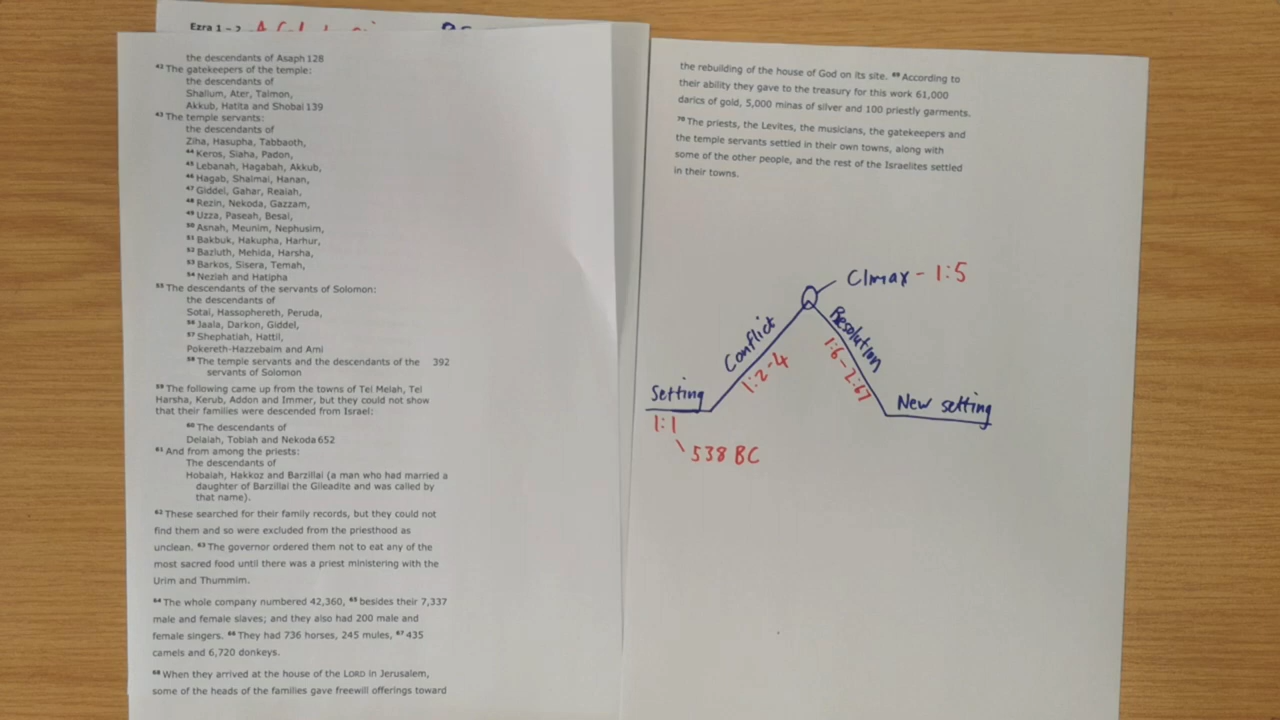 Ezra 1 – 2
the descendants of Asaph 128
42 The gatekeepers of the temple:
the descendants of
Shallum, Ater, Talmon,
Akkub, Hatita and Shobai 139
43 The temple servants:
the descendants of
Ziha, Hasupha, Tabbaoth,
44 Keros, Siaha, Padon,
45 Lebanah, Hagabah, Akkub,
46 Hagab, Shalmai, Hanan,
47 Giddel, Gahar, Reaiah,
48 Rezin, Nekoda, Gazzam,
49 Uzza, Paseah, Besai,
50 Asnah, Meunim, Nephusim,
51 Bakbuk, Hakupha, Harhur,
52 Bazluth, Mehida, Harsha,
53 Barkos, Sisera, Temah,
54 Neziah and Hatipha
55 The descendants of the servants of Solomon:
the descendants of
Sotai, Hassophereth, Peruda,
56 Jaala, Darkon, Giddel,
57 Shephatiah, Hattil,
Pokereth-Hazzebaim and Ami
58 The temple servants and the descendants of the 392
servants of Solomon
59 The following came up from the towns of Tel Melah, Tel
Harsha, Kerub, Addon and Immer, but they could not show
that their families were descended from Israel:
60 The descendants of
Delaiah, Tobiah and Nekoda 652
61 And from among the priests:
The descendants of
Hobaiah, Hakkoz and Barzillai (a man who had married a
daughter of Barzillai the Gileadite and was called by
that name).
62 These searched for their family records, but they could not
find them and so were excluded from the priesthood as
unclean. 63 The governor ordered them not to eat any of the
most sacred food until there was a priest ministering with the
Urim and Thummim.
64 The whole company numbered 42,360, 65 besides their 7,337
male and female slaves; and they also had 200 male and
female singers. 66 They had 736 horses, 245 mules, 67 435
camels and 6,720 donkeys.
68 When they arrived at the house of the LORD in Jerusalem,
some of the heads of the families gave freewill offerings toward
the rebuilding of the house of God on its site. 69 According to
their ability they gave to the treasury for this work 61,000
darics of gold, 5,000 minas of silver and 100 priestly garments.
70 The priests, the Levites, the musicians, the gatekeepers and
the temple servants settled in their own towns, along with
some of the other people, and the rest of the Israelites settled
in their towns.
Climax - 1:5
Conflict
1:2-4
Resolution
1:6-2:67
Setting
1:1
538 BC
New setting